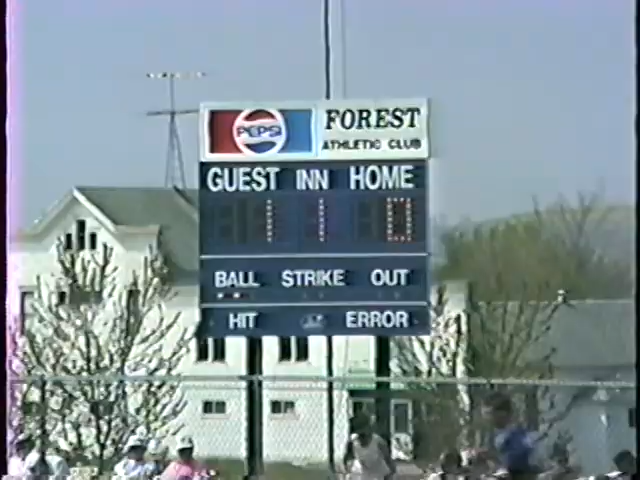 PEPSI
FOREST
ATHLETIC CLUB
GUEST INN HOME
1 1 0
BALL STRIKE OUT
HIT ERROR